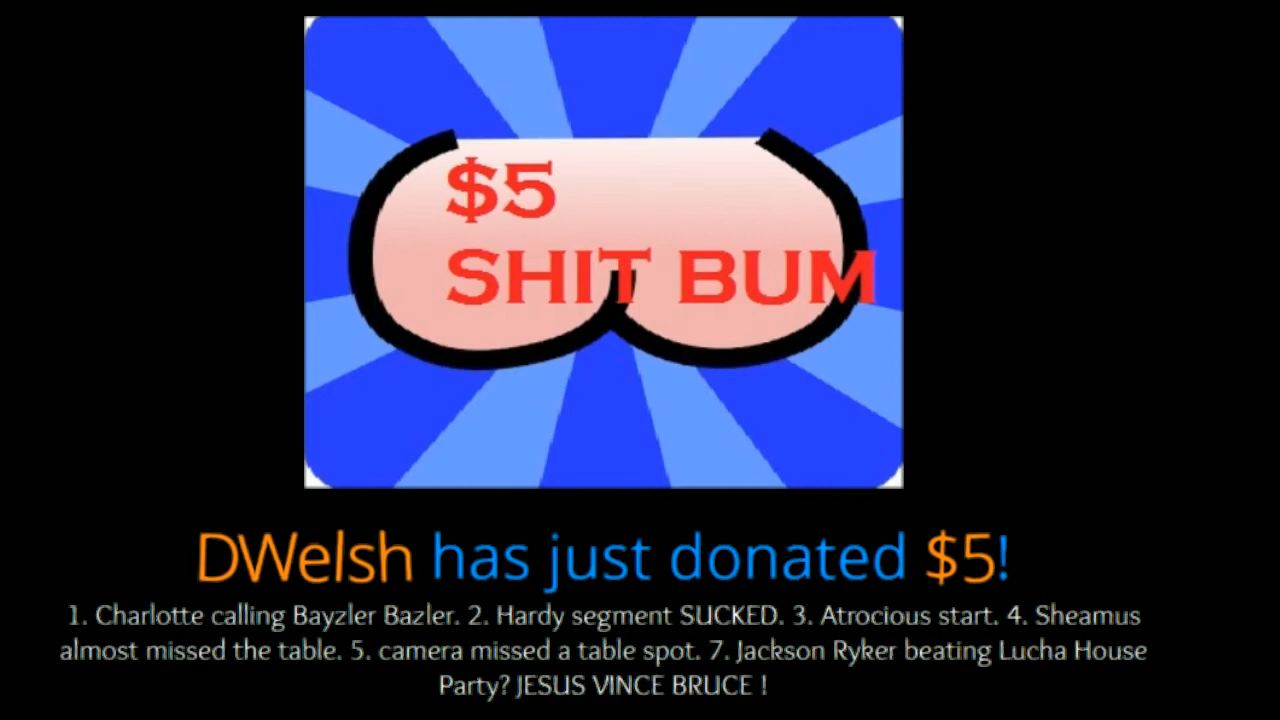 $5
SHIT BUM
DWelsh has just donated $5!
1. Charlotte calling Bayzler Bazler. 2. Hardy segment SUCKED. 3. Atrocious start. 4. Sheamus
almost missed the table. 5. camera missed a table spot. 7. Jackson Ryker beating Lucha House
Party? JESUS VINCE BRUCE !